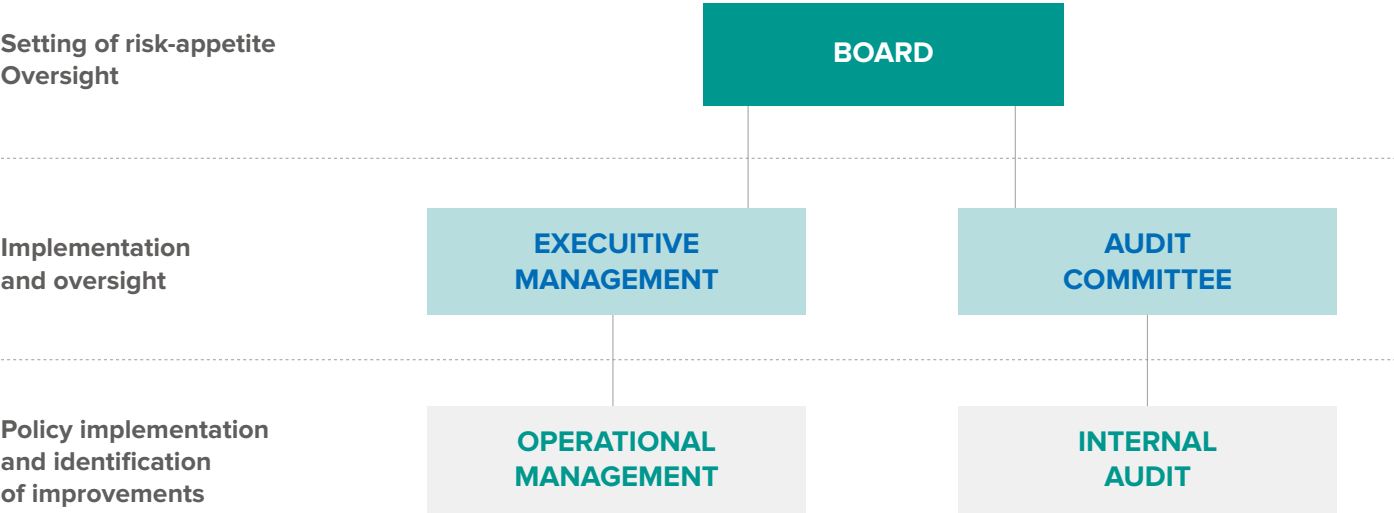 Setting of risk-appetite
Oversight
BOARD
Implementation
and oversight
EXECUITIVE
MANAGEMENT
AUDIT
COMMITTEE
Policy implementation
and identification
of improvements
OPERATIONAL
MANAGEMENT
INTERNAL
AUDIT